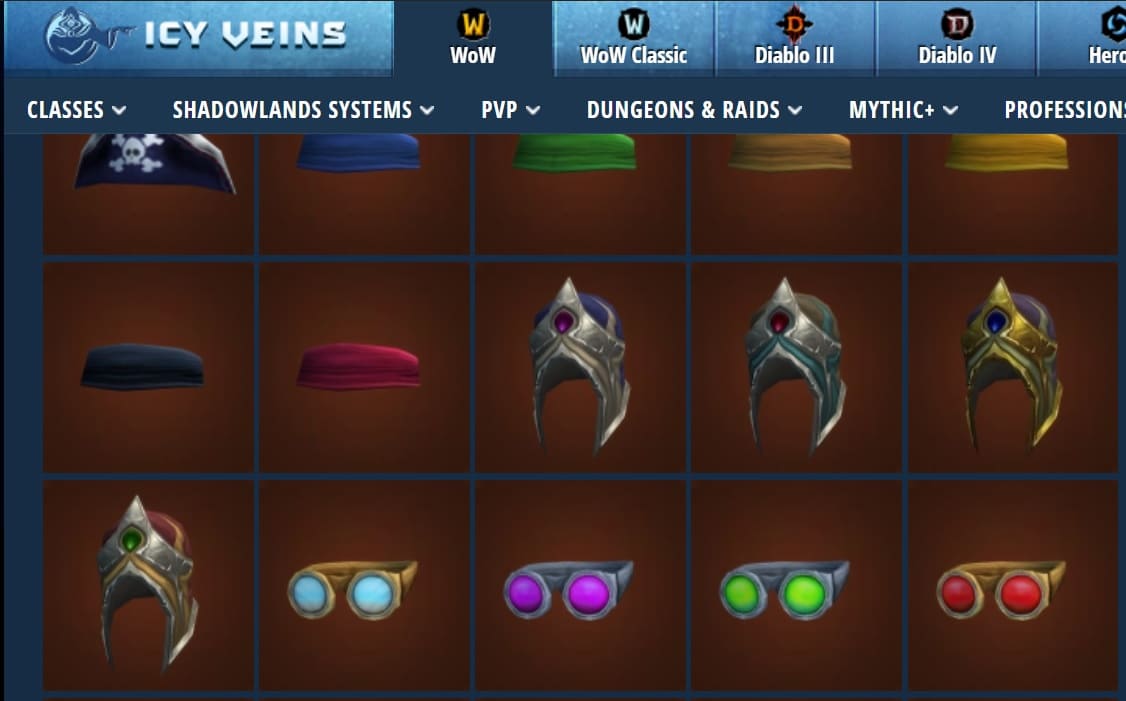 ICY VEINS
WoW
WoW Classic
Diablo III
Diablo IV
CLASSES
SHADOWLANDS SYSTEMS
PVP
DUNGEONS & RAIDS
MYTHIC+